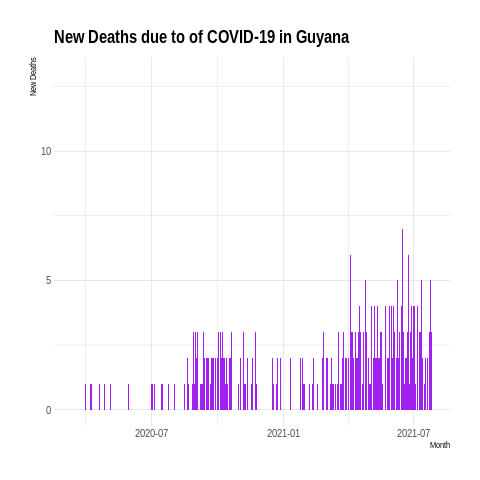 New Deaths due to of COVID-19 in Guyana
New Deaths
10
5
0
2020-07
2021-01
2021-07
Month